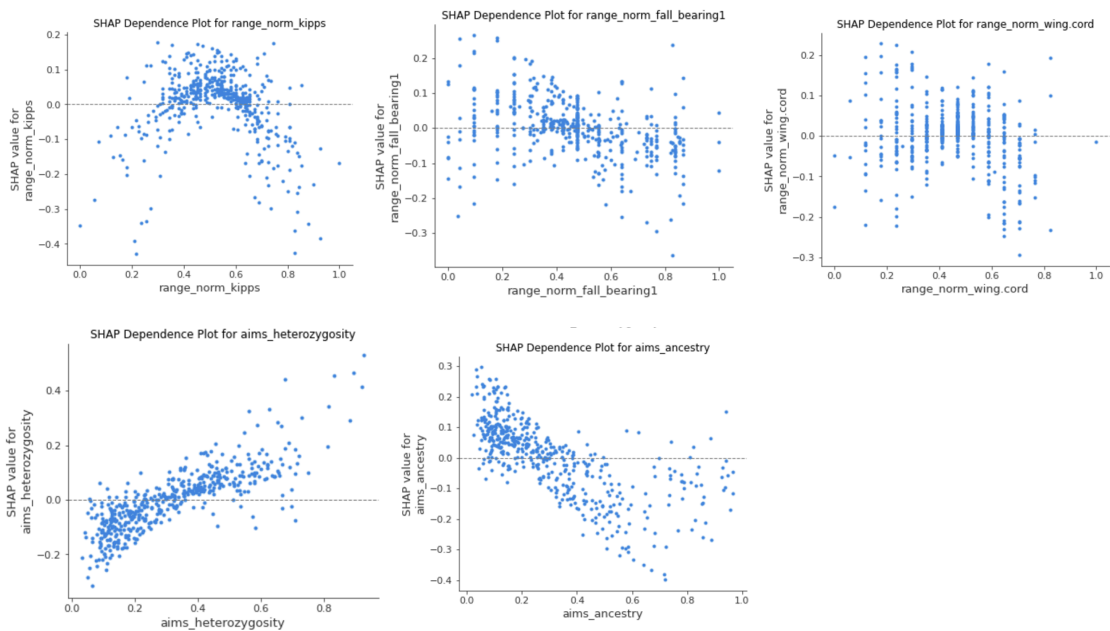 SHAP Dependence Plot for range_norm_kipps
0.2
0.1
0.0
−0.1
−0.2
−0.3
−0.4
SHAP value for
range_norm_kipps
0.0 0.2 0.4 0.6 0.8 1.0
range_norm_kipps
SHAP Dependence Plot for range_norm_fall_bearing1
0.2
0.1
0.0
−0.1
−0.2
−0.3
SHAP value for
range_norm_fall_bearing1
0.0 0.2 0.4 0.6 0.8 1.0
range_norm_fall_bearing1
SHAP Dependence Plot for range_norm_wing.cord
0.2
0.1
0.0
−0.1
−0.2
−0.3
SHAP value for
range_norm_wing.cord
0.0 0.2 0.4 0.6 0.8 1.0
range_norm_wing.cord
SHAP Dependence Plot for aims_heterozygosity
0.4
0.2
0.0
−0.2
SHAP value for
aims_heterozygosity
0.0 0.2 0.4 0.6 0.8
aims_heterozygosity
SHAP Dependence Plot for aims_ancestry
0.3
0.2
0.1
0.0
−0.1
−0.2
−0.3
−0.4
SHAP value for
aims_ancestry
0.0 0.2 0.4 0.6 0.8 1.0
aims_ancestry